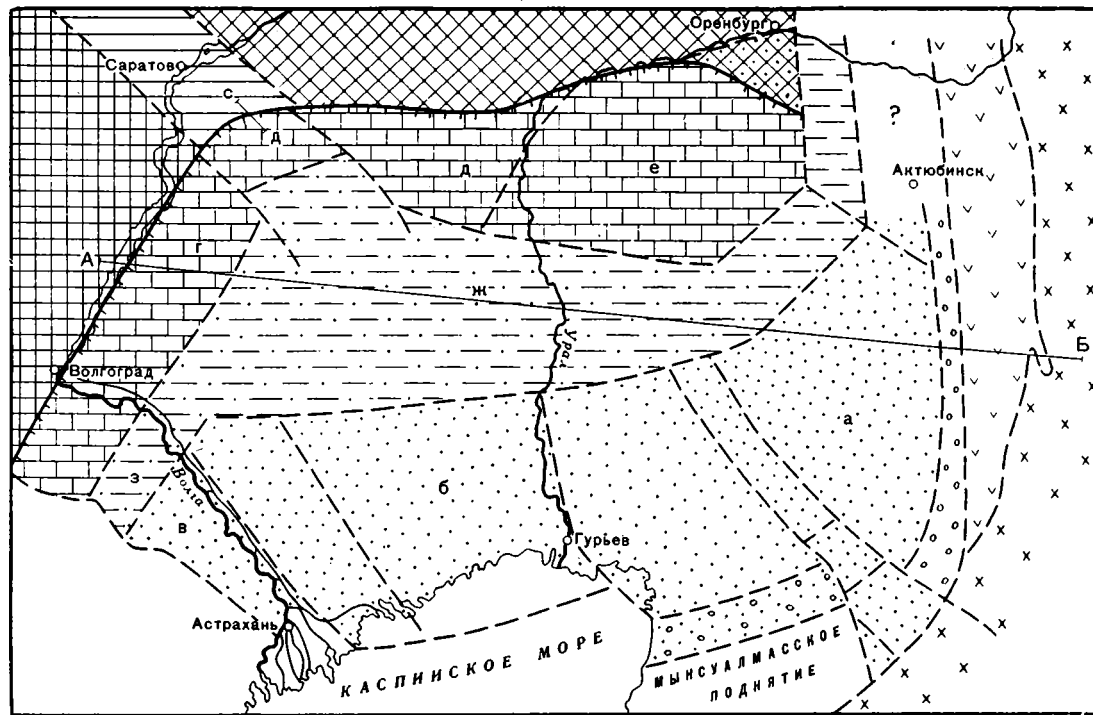 Оренбург
Саратов
с
?
д
д
е
Актюбинск
г
А
ж
Урал
Б
Волгоград
а
з
Волга
б
в
Гурьев
Астрахань
КАСПИЙСКОЕ МОРЕ
МЫНСУАЛМАССКОЕ
ПОДНЯТИЕ